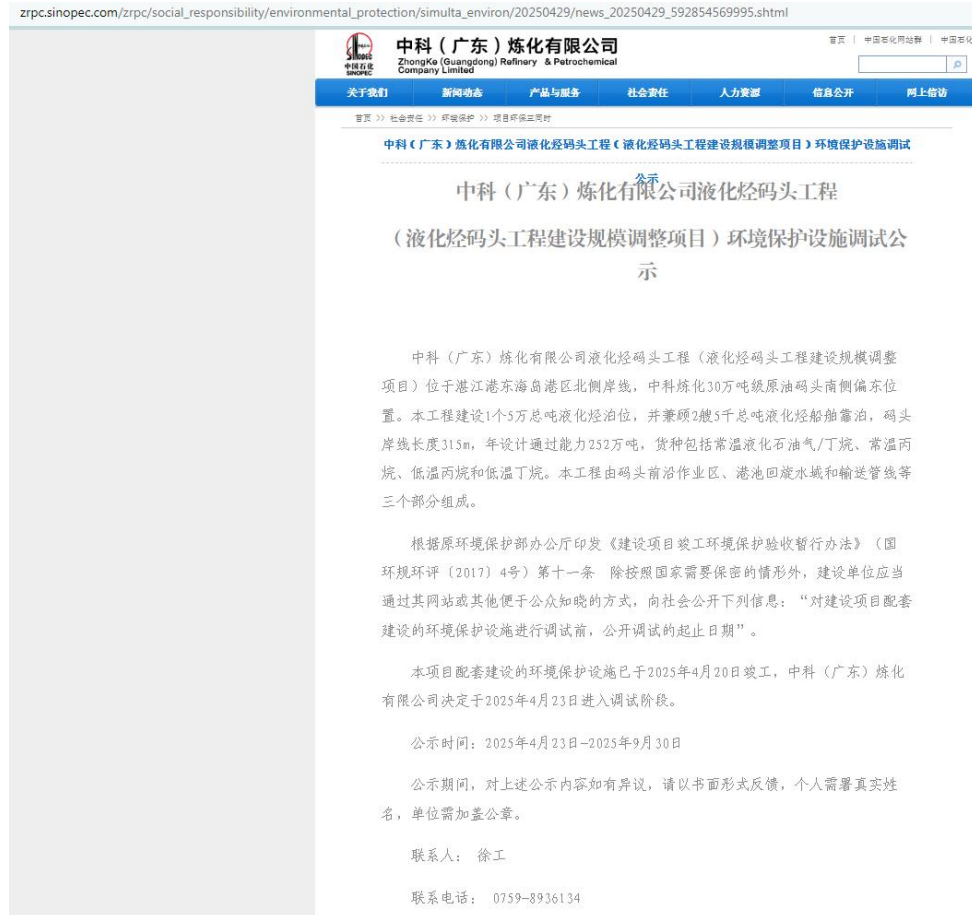 zrpc.sinopec.com/zrpc/social_responsibility/environmental_protection/simulta_environ/20250429/news_20250429_592854569995.shtml
首页 | 中国石化网站群 | 中国石化
中国石化
SINOPEC
中科（广东）炼化有限公司
ZhongKe (Guangdong) Refinery & Petrochemical
Company Limited
关于我们 新闻动态 产品与服务 社会责任 人力资源 信息公开 网上信访
首页 >> 社会责任 >> 环境保护 >> 项目环保三同时
中科（广东）炼化有限公司液化烃码头工程（液化烃码头工程建设规模调整项目）环境保护设施调试
公示
中科（广东）炼化有限公司液化烃码头工程
（液化烃码头工程建设规模调整项目）环境保护设施调试公
示
中科（广东）炼化有限公司液化烃码头工程（液化烃码头工程建设规模调整
项目）位于湛江港东海岛港区北侧岸线，中科炼化30万吨级原油码头南侧偏东位
置。本工程建设1个5万总吨液化烃泊位，并兼顾2艘5千总吨液化烃船舶靠泊，码头
岸线长度315m，年设计通过能力252万吨，货种包括常温液化石油气/丁烷、常温丙
烷、低温丙烷和低温丁烷。本工程由码头前沿作业区、港池回旋水域和输送管线等
三个部分组成。
根据原环境保护部办公厅印发《建设项目竣工环境保护验收暂行办法》（国
环规环评〔2017〕4号）第十一条 除按照国家需要保密的情形外，建设单位应当
通过其网站或其他便于公众知晓的方式，向社会公开下列信息：“对建设项目配套
建设的环境保护设施进行调试前，公开调试的起止日期”。
本项目配套建设的环境保护设施已于2025年4月20日竣工，中科（广东）炼化
有限公司决定于2025年4月23日进入调试阶段。
公示时间：2025年4月23日-2025年9月30日
公示期间，对上述公示内容如有异议，请以书面形式反馈，个人需署真实姓
名，单位需加盖公章。
联系人： 徐工
联系电话： 0759-8936134